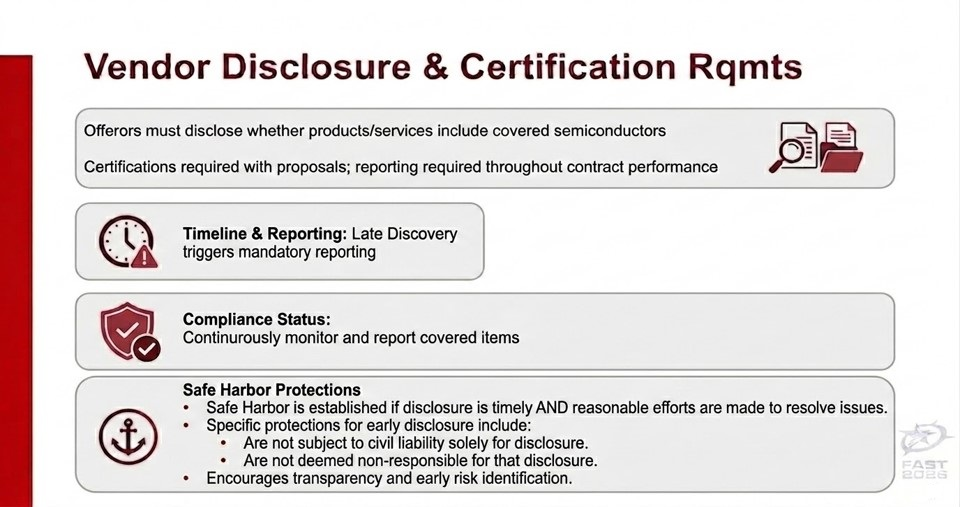 Vendor Disclosure & Certification Rqmts
Offerors must disclose whether products/services include covered semiconductors
Certifications required with proposals; reporting required throughout contract performance
Timeline & Reporting: Late Discovery
triggers mandatory reporting
Compliance Status:
Continurously monitor and report covered items
Safe Harbor Protections
• Safe Harbor is established if disclosure is timely AND reasonable efforts are made to resolve issues.
• Specific protections for early disclosure include:
• Are not subject to civil liability solely for disclosure.
• Are not deemed non-responsible for that disclosure.
• Encourages transparency and early risk identification.
FAST
2026